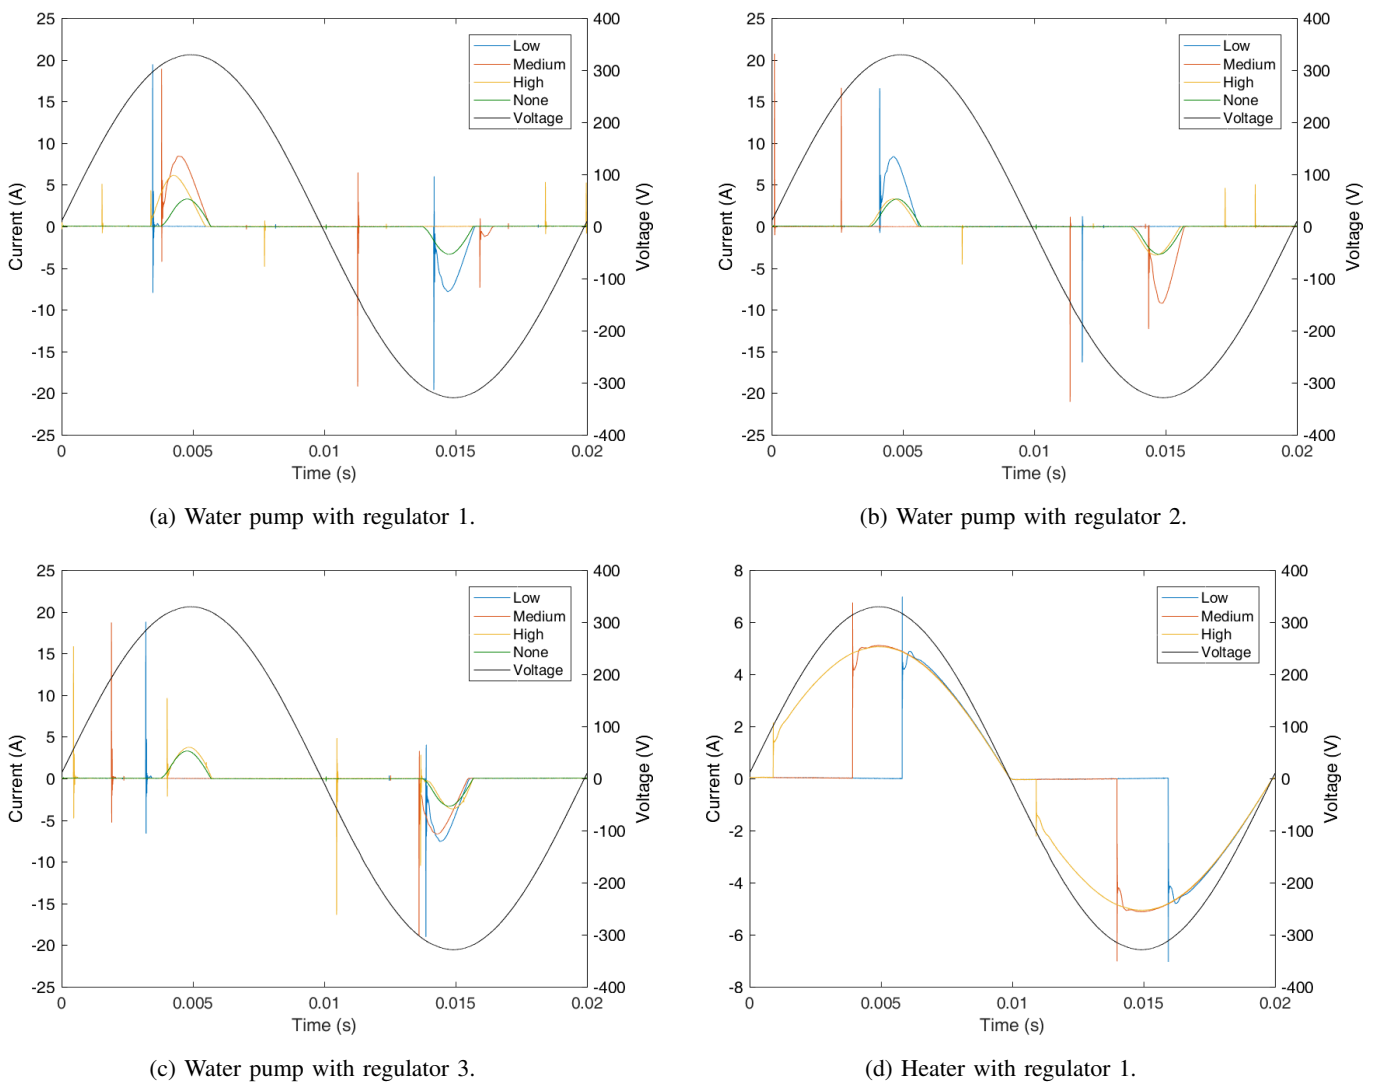 25
20
15
10
5
0
-5
-10
-15
-20
-25
Current (A)
400
300
200
100
0
-100
-200
-300
-400
Voltage (V)
Low
Medium
High
None
Voltage
0 0.005 0.01 0.015 0.02
Time (s)
(a) Water pump with regulator 1.
25
20
15
10
5
0
-5
-10
-15
-20
-25
Current (A)
400
300
200
100
0
-100
-200
-300
-400
Voltage (V)
Low
Medium
High
None
Voltage
0 0.005 0.01 0.015 0.02
Time (s)
(b) Water pump with regulator 2.
25
20
15
10
5
0
-5
-10
-15
-20
-25
Current (A)
400
300
200
100
0
-100
-200
-300
-400
Voltage (V)
Low
Medium
High
None
Voltage
0 0.005 0.01 0.015 0.02
Time (s)
(c) Water pump with regulator 3.
8
6
4
2
0
-2
-4
-6
-8
Current (A)
400
300
200
100
0
-100
-200
-300
-400
Voltage (V)
Low
Medium
High
Voltage
0 0.005 0.01 0.015 0.02
Time (s)
(d) Heater with regulator 1.